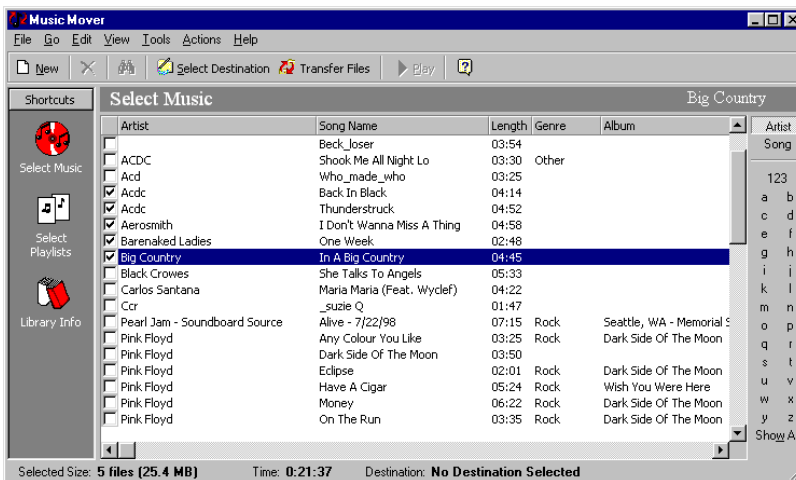 Music Mover
File Go Edit View Tools Actions Help
New Select Destination Transfer Files Play
Shortcuts Select Music Big Country
Artist Song Name Length Genre Album Artist
Beck_loser 03:54 Song
ACDC Shook Me All Night Lo 03:30 Other
Select Music Acd Who_made_who 03:25 123
Acdc Back In Black 04:14 a b
Acdc Thunderstruck 04:52 c d
Aerosmith I Don't Wanna Miss A Thing 04:58 e f
Select Playlists Barenaked Ladies One Week 02:48
Big Country In A Big Country 04:45 g h
Black Crowes She Talks To Angels 05:33 i j
Carlos Santana Maria Maria (Feat. Wyclef) 04:22 k l
Ccr _suzie Q 01:47 m n
Library Info Pearl Jam - Soundboard Source Alive - 7/22/98 07:15 Rock Seattle, WA - Memorial S o p
Pink Floyd Any Colour You Like 03:25 Rock Dark Side Of The Moon q r
Pink Floyd Dark Side Of The Moon 03:50
Pink Floyd Eclipse 02:01 Rock Dark Side Of The Moon s t
Pink Floyd Have A Cigar 05:24 Rock Wish You Were Here u v
Pink Floyd Money 06:22 Rock Dark Side Of The Moon w x
Pink Floyd On The Run 03:35 Rock Dark Side Of The Moon y z
Show A
Selected Size: 5 files (25.4 MB) Time: 0:21:37 Destination: No Destination Selected